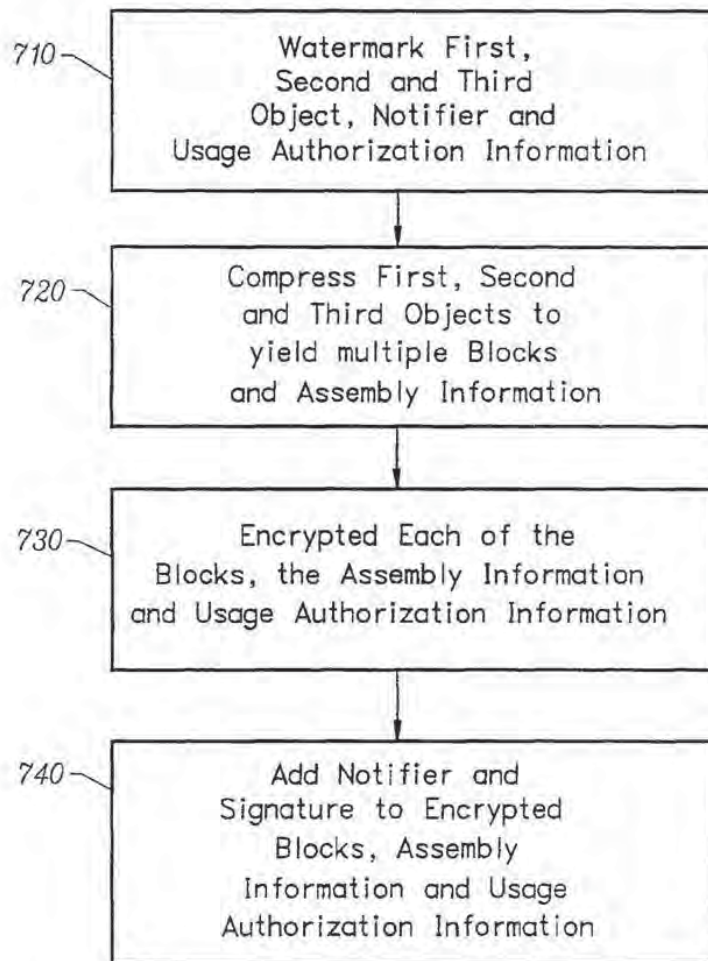 710
Watermark First,
Second and Third
Object, Notifier and
Usage Authorization Information
720
Compress First, Second
and Third Objects to
yield multiple Blocks
and Assembly Information
730
Encrypted Each of the
Blocks, the Assembly Information
and Usage Authorization Information
740
Add Notifier and
Signature to Encrypted
Blocks, Assembly
Information and Usage
Authorization Information